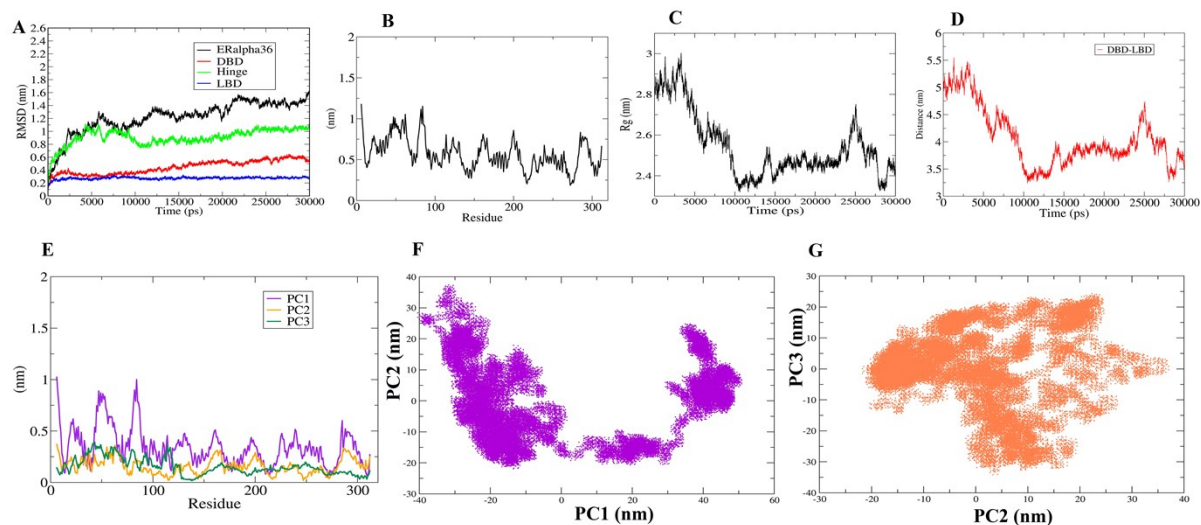 A
2.6
2.4
2.2
2
1.8
1.6
1.4
1.2
1
0.8
0.6
0.4
0.2
0
RMSD (nm)
ERalpha36
DBD
Hinge
LBD
0 5000 10000 15000 20000 25000 30000
Time (ps)
B
2
1.5
1
0.5
0
(nm)
0 100 200 300
Residue
C
3
2.8
2.6
2.4
Rg (nm)
0 5000 10000 15000 20000 25000 30000
Time (ps)
D
6
5.5
5
4.5
4
3.5
3
Distance (nm)
DBD-LBD
0 5000 10000 15000 20000 25000 30000
Time (ps)
E
2
1.5
1
0.5
0
(nm)
PC1
PC2
PC3
0 100 200 300
Residue
F
40
30
20
10
0
-10
-20
-30
PC2 (nm)
-40 -20 0 20 40 60
PC1 (nm)
G
30
20
10
0
-10
-20
-30
-40
PC3 (nm)
-30 -20 -10 0 10 20 30 40
PC2 (nm)